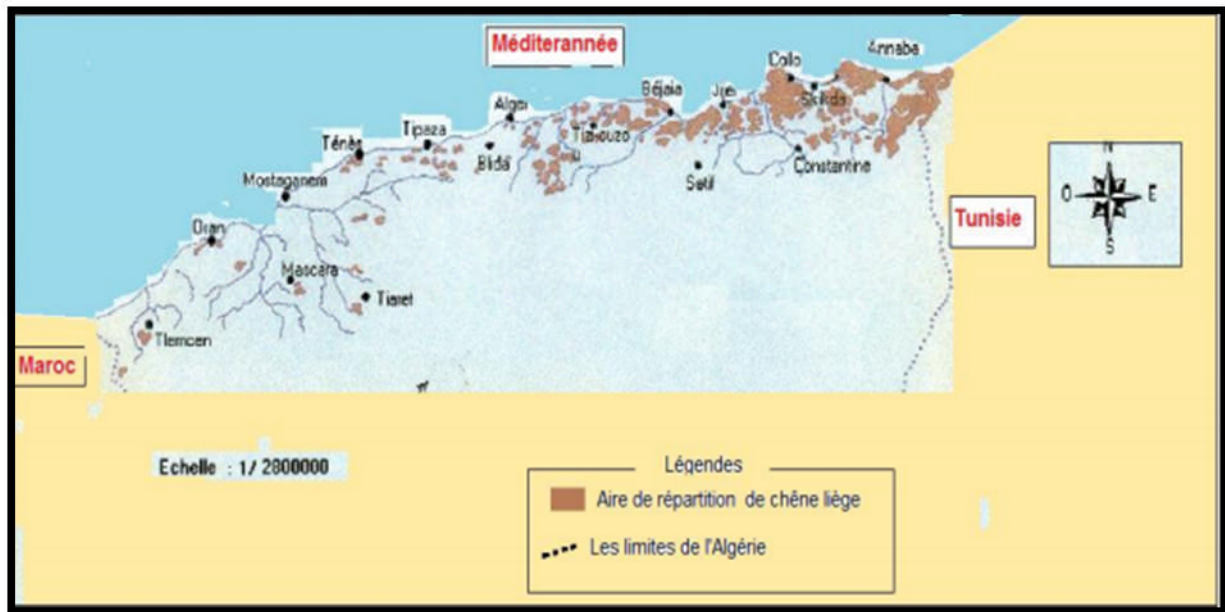 Méditerannée
Annaba
Collo
Skikda
Jijel
Béjaia
Alger
Tizi ouzo
u
Tipaza
Blida
Ténès
Mostaganem
Setif
Constantine
Oran
Mascara
Tiaret
Tlemcen
Tunisie
Maroc
N
O
E
S
Echelle : 1/ 2800000
Légendes
Aire de répartition de chêne liège
Les limites de l'Algérie